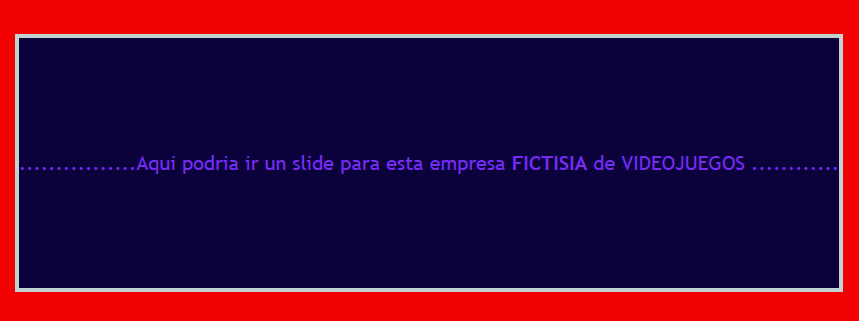 ................Aqui podria ir un slide para esta empresa FICTISIA de VIDEOJUEGOS ............